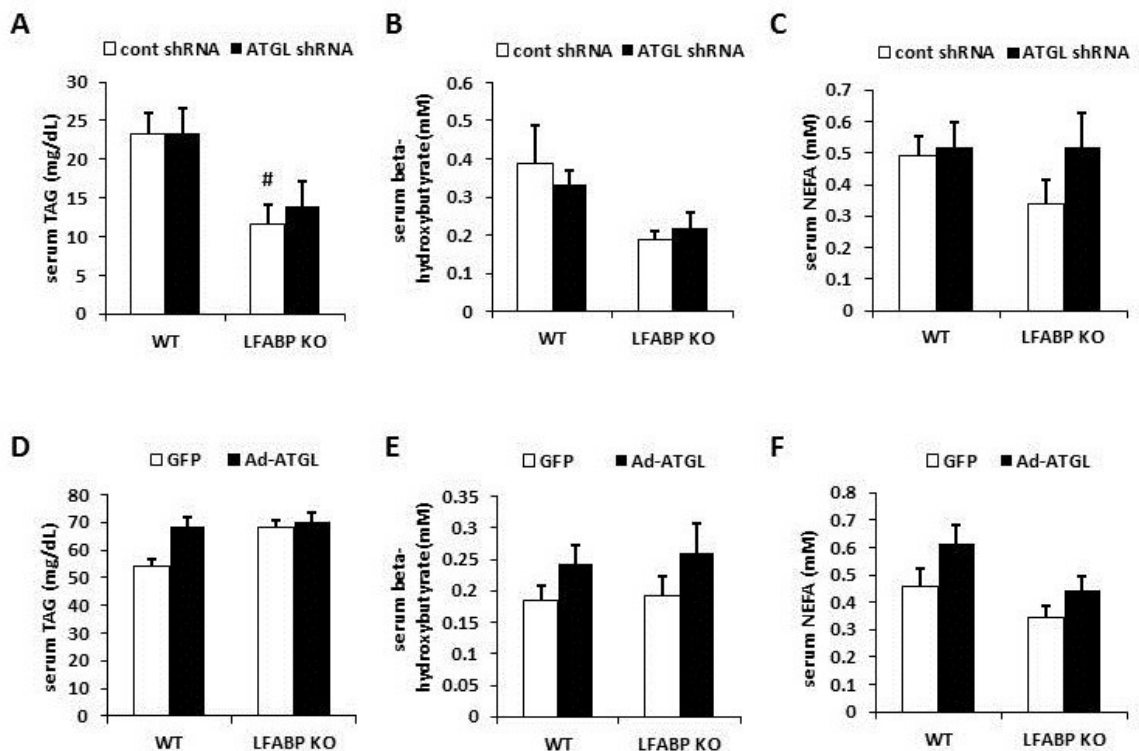 A
cont shRNA ATGL shRNA
serum TAG (mg/dL)
30
25
20
15
10
5
0
#
WT LFABP KO
B
cont shRNA ATGL shRNA
serum beta-
hydroxybutyrate (mM)
0.6
0.5
0.4
0.3
0.2
0.1
0
WT LFABP KO
C
cont shRNA ATGL shRNA
serum NEFA (mM)
0.7
0.6
0.5
0.4
0.3
0.2
0.1
0
WT LFABP KO
D
GFP Ad-ATGL
serum TAG (mg/dL)
80
70
60
50
40
30
20
10
0
WT LFABP KO
E
GFP Ad-ATGL
serum beta-
hydroxybutyrate (mM)
0.35
0.3
0.25
0.2
0.15
0.1
0.05
0
WT LFABP KO
F
GFP Ad-ATGL
serum NEFA (mM)
0.8
0.7
0.6
0.5
0.4
0.3
0.2
0.1
0
WT LFABP KO